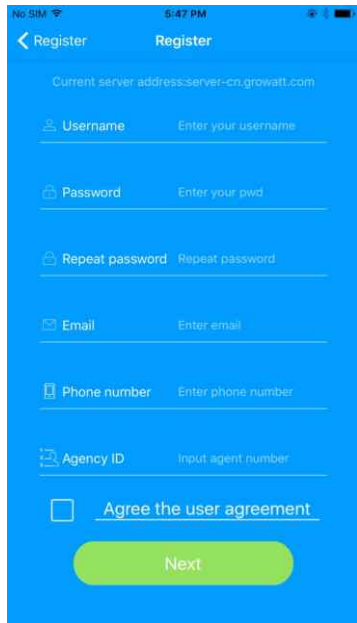 No SIM 5:47 PM
Register Register
Current server address:server-cn.growatt.com
Username Enter your username
Password Enter your pwd
Repeat password Repeat password
Email Enter email
Phone number Enter phone number
Agency ID Input agent number
Agree the user agreement
Next